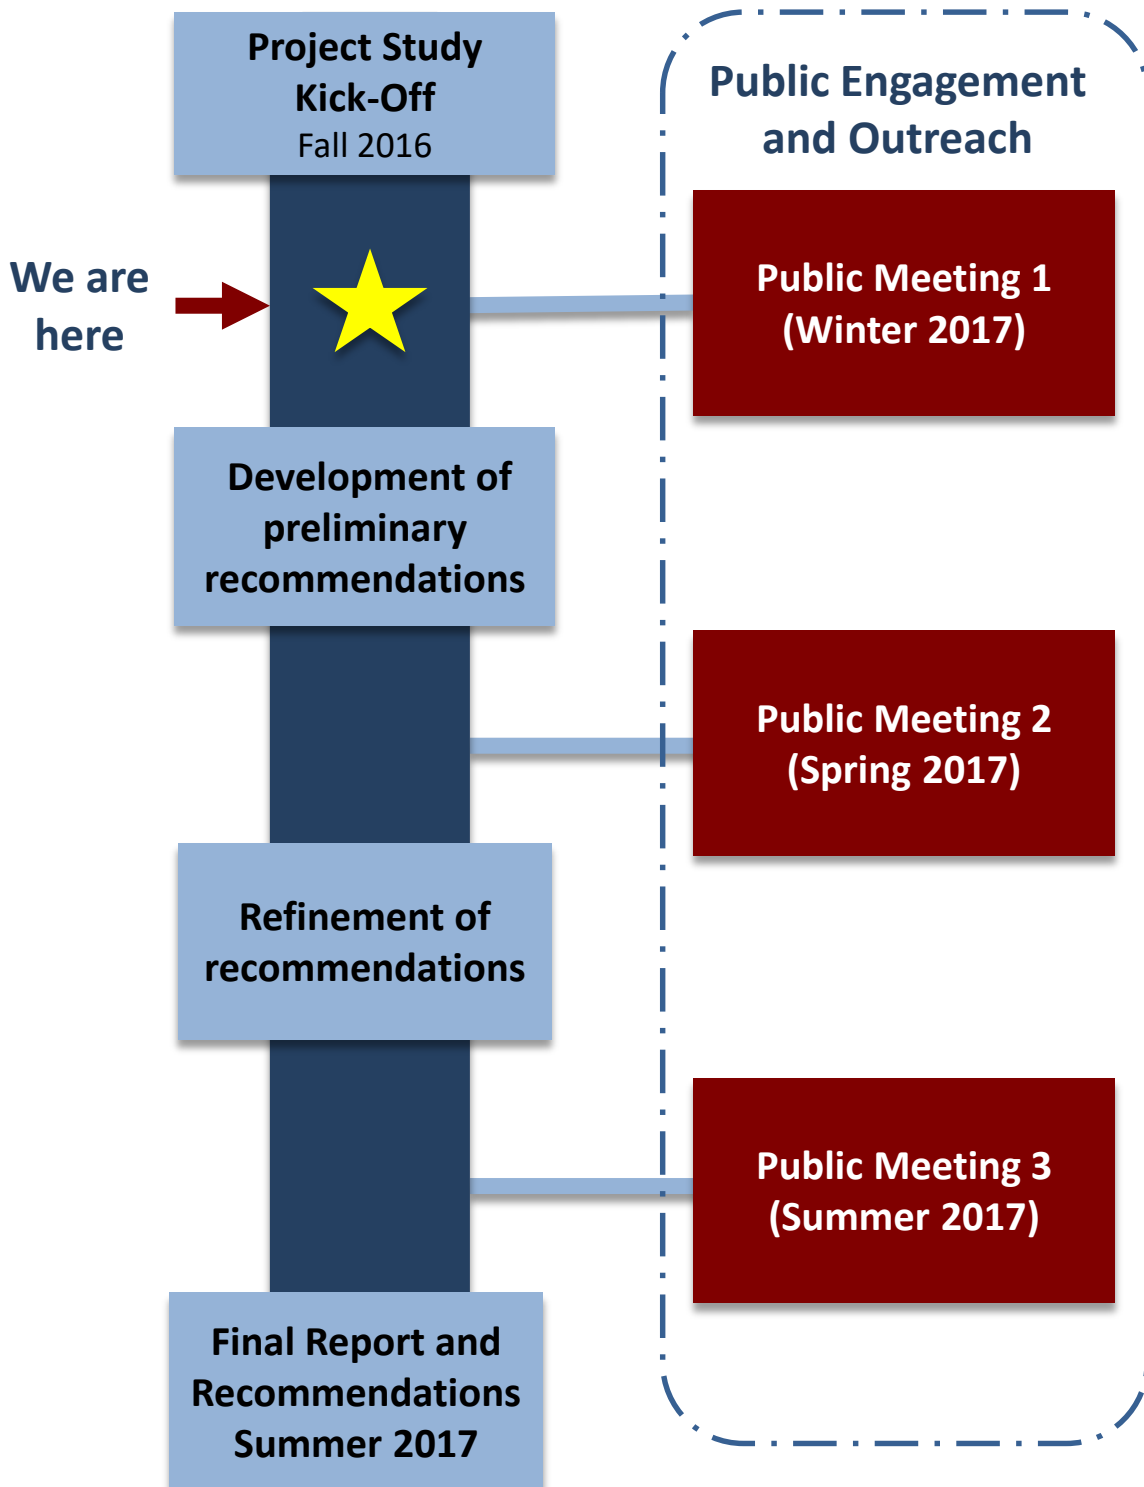 Project Study
Kick-Off
Fall 2016
Public Engagement
and Outreach
We are
here
Public Meeting 1
(Winter 2017)
Development of
preliminary
recommendations
Public Meeting 2
(Spring 2017)
Refinement of
recommendations
Public Meeting 3
(Summer 2017)
Final Report and
Recommendations
Summer 2017